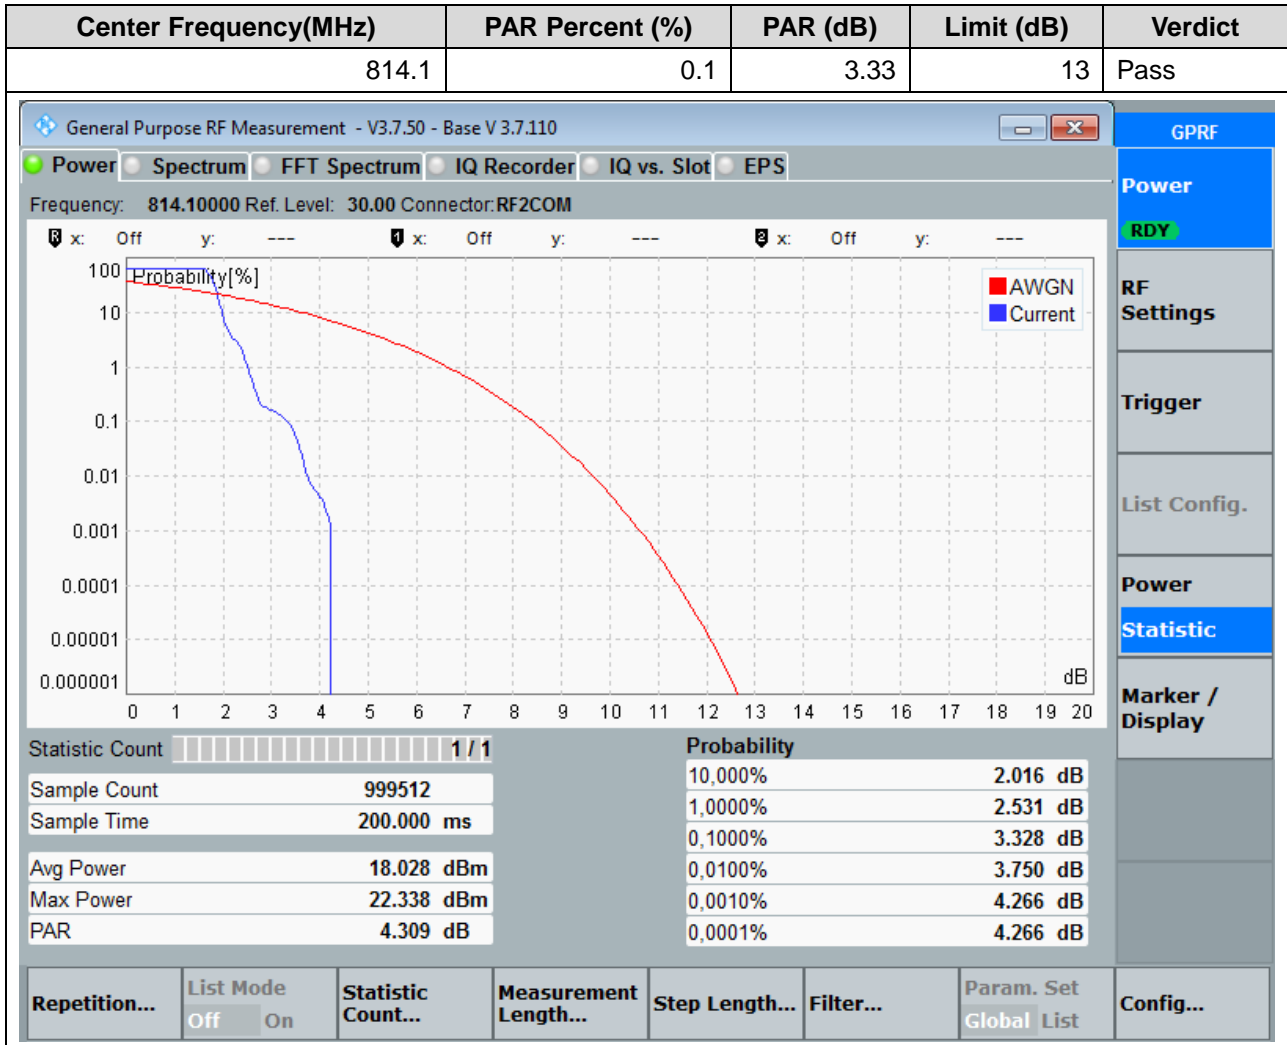 Center Frequency(MHz) PAR Percent (%) PAR (dB) Limit (dB) Verdict
814.1 0.1 3.33 13 Pass
General Purpose RF Measurement - V3.7.50 - Base V 3.7.110
GPRF
Power Spectrum FFT Spectrum IQ Recorder IQ vs. Slot EPS
Frequency: 814.10000 Ref. Level: 30.00 Connector: RF2COM
R x: Off y: --- 1 x: Off y: --- 2 x: Off y: ---
Probability[%]
AWGN
Current
100
10
1
0.1
0.01
0.001
0.0001
0.00001
0.000001
dB
0 1 2 3 4 5 6 7 8 9 10 11 12 13 14 15 16 17 18 19 20
Statistic Count 1 / 1
Sample Count 999512
Sample Time 200.000 ms
Avg Power 18.028 dBm
Max Power 22.338 dBm
PAR 4.309 dB
Probability
10,000% 2.016 dB
1,0000% 2.531 dB
0,1000% 3.328 dB
0,0100% 3.750 dB
0,0010% 4.266 dB
0,0001% 4.266 dB
Power
RDY
RF
Settings
Trigger
List Config.
Power
Statistic
Marker /
Display
Repetition...
List Mode
Off On
Statistic
Count...
Measurement
Length...
Step Length...
Filter...
Param. Set
Global List
Config...